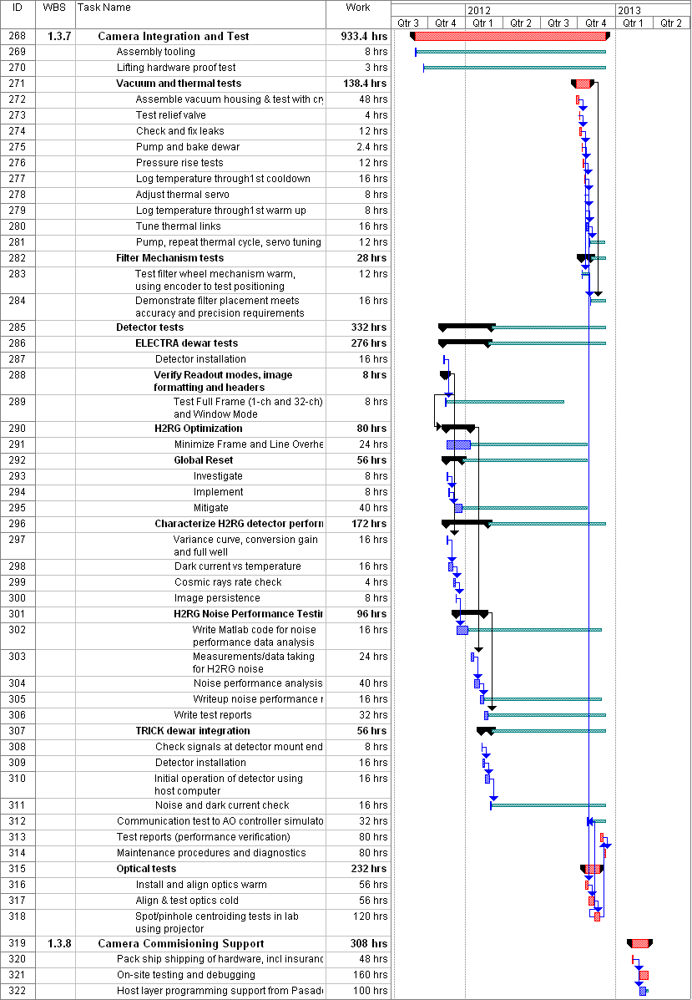 ID WBS Task Name Work 2012 2013
Qtr 3 Qtr 4 Qtr 1 Qtr 2 Qtr 3 Qtr 4 Qtr 1 Qtr 2
268 1.3.7 Camera Integration and Test 933.4 hrs
269 Assembly tooling 8 hrs
270 Lifting hardware proof test 3 hrs
271 Vacuum and thermal tests 138.4 hrs
272 Assemble vacuum housing & test with cry 48 hrs
273 Test relief valve 4 hrs
274 Check and fix leaks 12 hrs
275 Pump and bake dewar 2.4 hrs
276 Pressure rise tests 12 hrs
277 Log temperature through1st cooldown 16 hrs
278 Adjust thermal servo 8 hrs
279 Log temperature through1st warm up 8 hrs
280 Tune thermal links 16 hrs
281 Pump, repeat thermal cycle, servo tuning 12 hrs
282 Filter Mechanism tests 28 hrs
283 Test filter wheel mechanism warm, 12 hrs
using encoder to test positioning
284 Demonstrate filter placement meets 16 hrs
accuracy and precision requirements
285 Detector tests 332 hrs
286 ELECTRA dewar tests 276 hrs
287 Detector installation 16 hrs
288 Verify Readout modes, image 8 hrs
formatting and headers
289 Test Full Frame (1-ch and 32-ch) 8 hrs
and Window Mode
290 H2RG Optimization 80 hrs
291 Minimize Frame and Line Overhe 24 hrs
292 Global Reset 56 hrs
293 Investigate 8 hrs
294 Implement 8 hrs
295 Mitigate 40 hrs
296 Characterize H2RG detector perforn 172 hrs
297 Variance curve, conversion gain 16 hrs
and full well
298 Dark current vs temperature 16 hrs
299 Cosmic rays rate check 4 hrs
300 Image persistence 8 hrs
301 H2RG Noise Performance Testin 96 hrs
302 Write Matlab code for noise 16 hrs
performance data analysis
303 Measurements/data taking 24 hrs
for H2RG noise
304 Noise performance analysis 40 hrs
305 Writeup noise performance r 16 hrs
306 Write test reports 32 hrs
307 TRICK dewar integration 56 hrs
308 Check signals at detector mount end 8 hrs
309 Detector installation 16 hrs
310 Initial operation of detector using 16 hrs
host computer
311 Noise and dark current check 16 hrs
312 Communication test to AO controller simulato 32 hrs
313 Test reports (performance verification) 80 hrs
314 Maintenance procedures and diagnostics 80 hrs
315 Optical tests 232 hrs
316 Install and align optics warm 56 hrs
317 Align & test optics cold 56 hrs
318 Spot/pinhole centroiding tests in lab 120 hrs
using projector
319 1.3.8 Camera Commisioning Support 308 hrs
320 Pack ship shipping of hardware, incl insuranc 48 hrs
321 On-site testing and debugging 160 hrs
322 Host layer programming support from Pasad 100 hrs